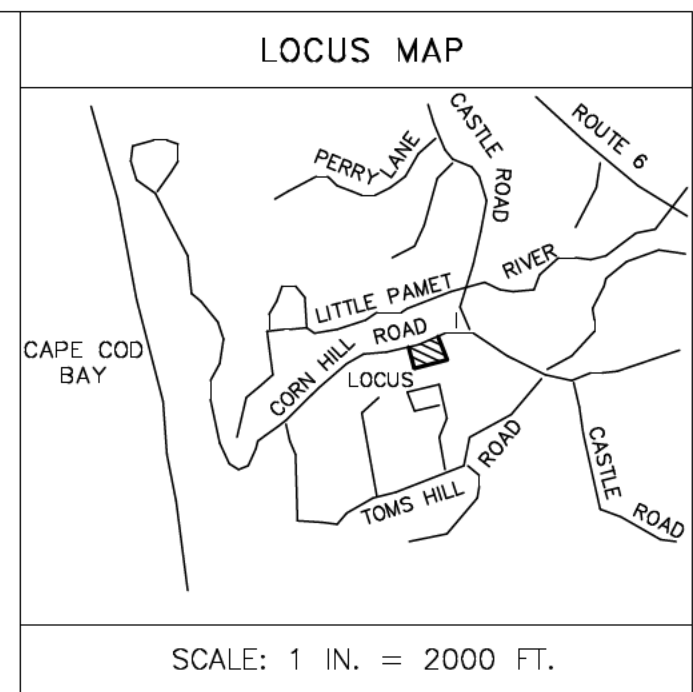 LOCUS MAP
CASTLE ROAD
ROUTE 6
PERRY LANE
RIVER
LITTLE PAMET
CORN HILL ROAD
CAPE COD
BAY
LOCUS
TOMS HILL ROAD
CASTLE ROAD
SCALE: 1 IN. = 2000 FT.